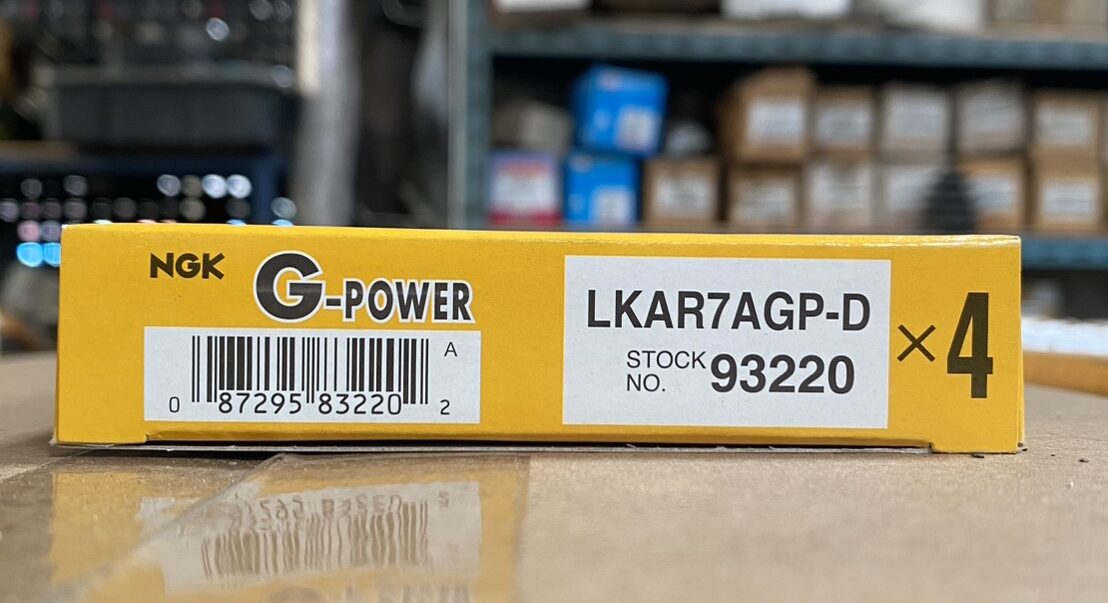 NGK
G-POWER
A
0 87295 83220 2
LKAR7AGP-D
STOCK NO. 93220
×4